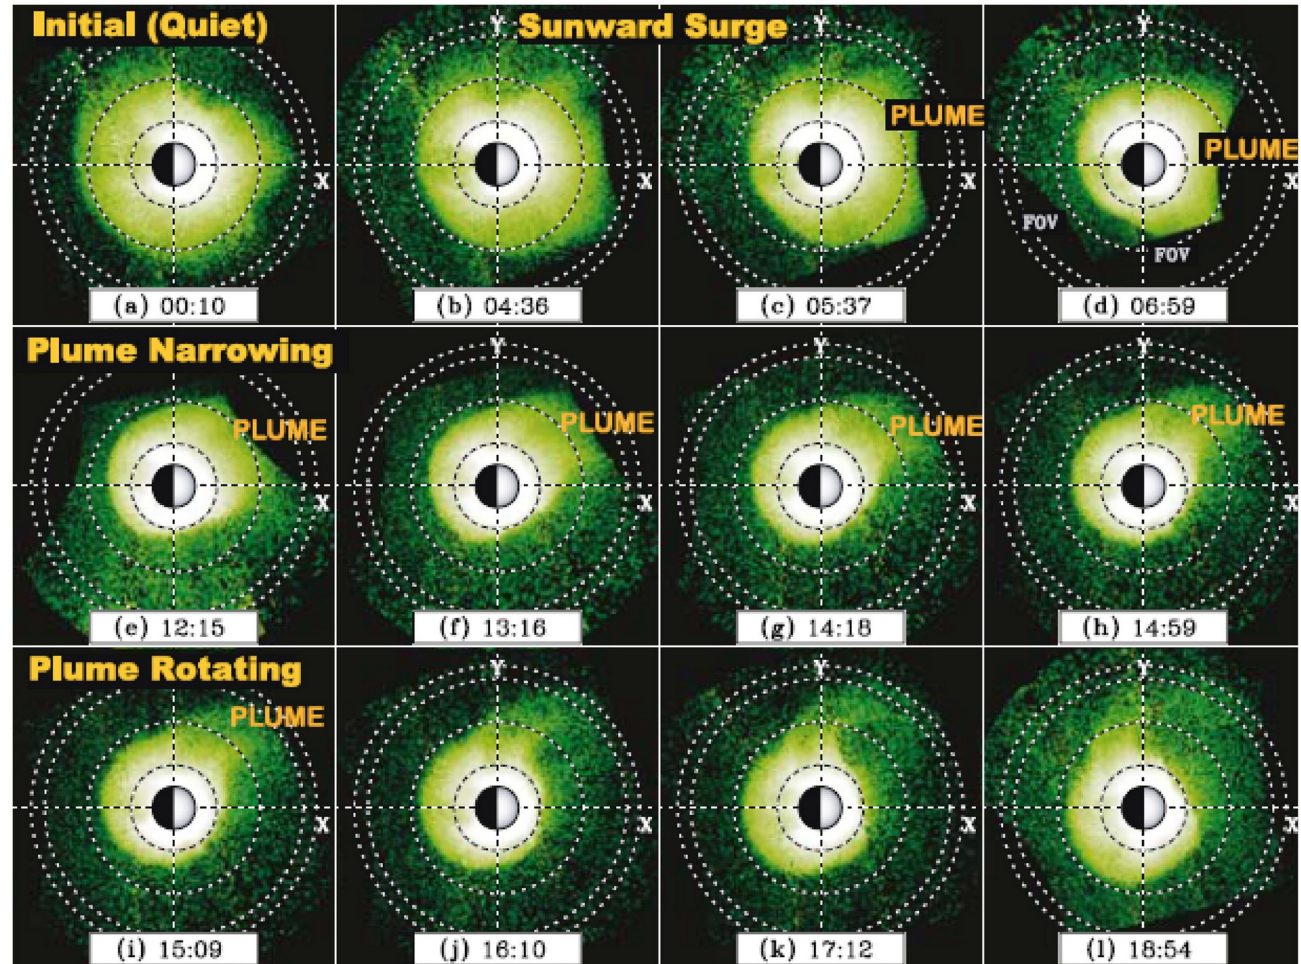 Initial (Quiet)
Sunward Surge
Y
Y
Y
PLUME
PLUME
X
X
X
FOV
FOV
(a) 00:10
(b) 04:36
(c) 05:37
(d) 06:59
Plume Narrowing
Y
Y
Y
PLUME
PLUME
PLUME
PLUME
X
X
X
(e) 12:15
(f) 13:16
(g) 14:18
(h) 14:59
Plume Rotating
Y
Y
Y
PLUME
X
X
X
(i) 15:09
(j) 16:10
(k) 17:12
(l) 18:54